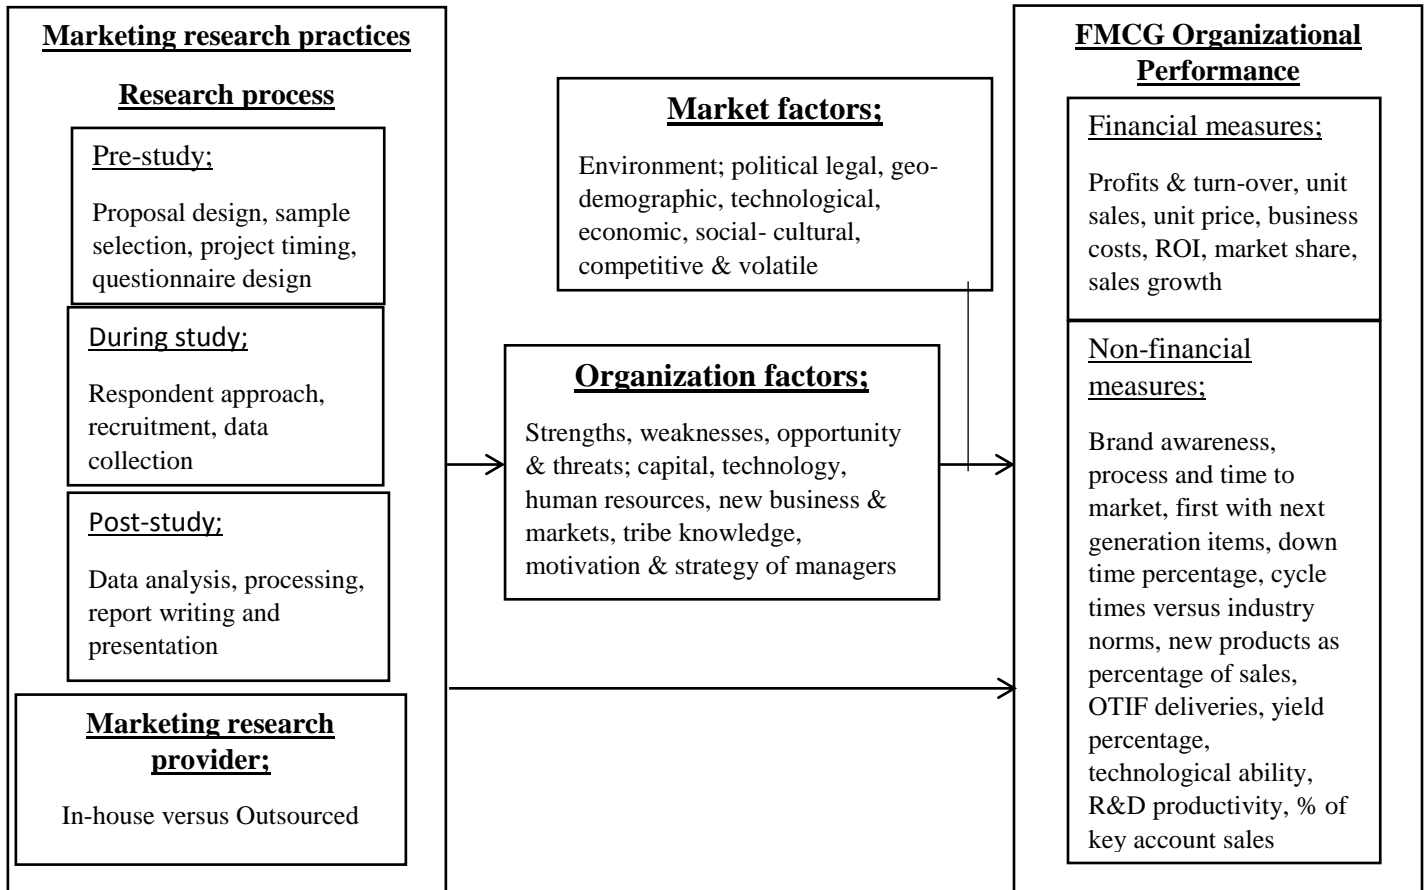 Marketing research practices
Research process
Pre-study;
Proposal design, sample
selection, project timing,
questionnaire design
During study;
Respondent approach,
recruitment, data
collection
Post-study;
Data analysis, processing,
report writing and
presentation
Marketing research
provider;
In-house versus Outsourced
Market factors;
Environment; political legal, geo-
demographic, technological,
economic, social- cultural,
competitive & volatile
Organization factors;
Strengths, weaknesses, opportunity
& threats; capital, technology,
human resources, new business &
markets, tribe knowledge,
motivation & strategy of managers
FMCG Organizational
Performance
Financial measures;
Profits & turn-over, unit
sales, unit price, business
costs, ROI, market share,
sales growth
Non-financial
measures;
Brand awareness,
process and time to
market, first with next
generation items, down
time percentage, cycle
times versus industry
norms, new products as
percentage of sales,
OTIF deliveries, yield
percentage,
technological ability,
R&D productivity, % of
key account sales